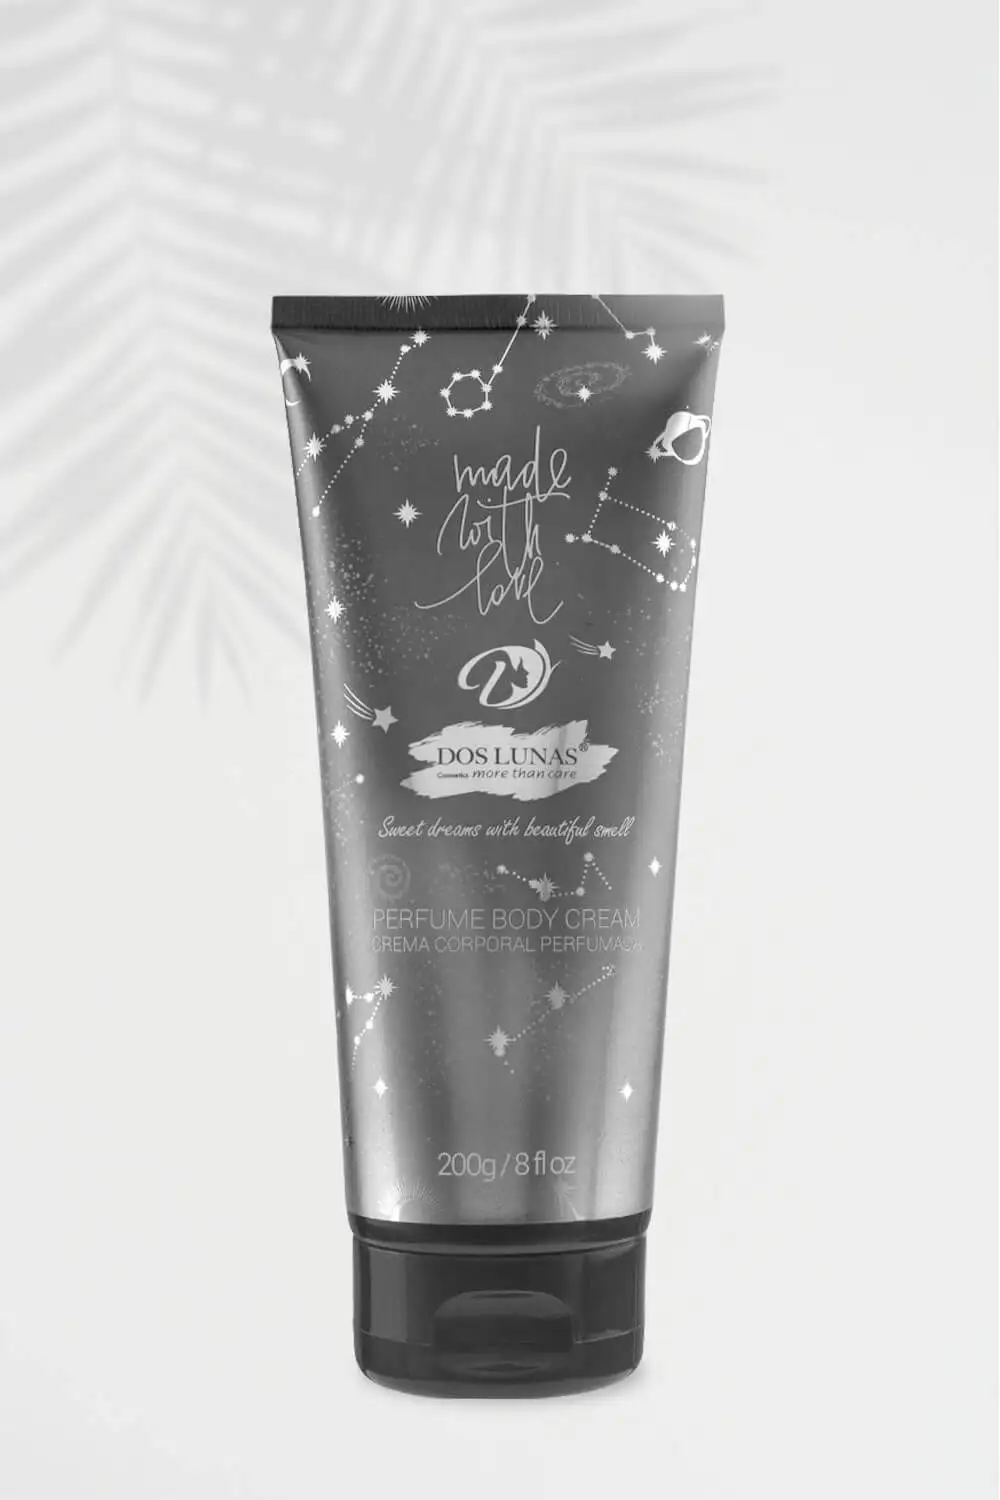 made
with
love
DOS LUNAS®
Cosmetics more than care
Sweet dreams with beautiful smell
PERFUME BODY CREAM
CREMA CORPORAL PERFUMADA
200g / 8 fl oz